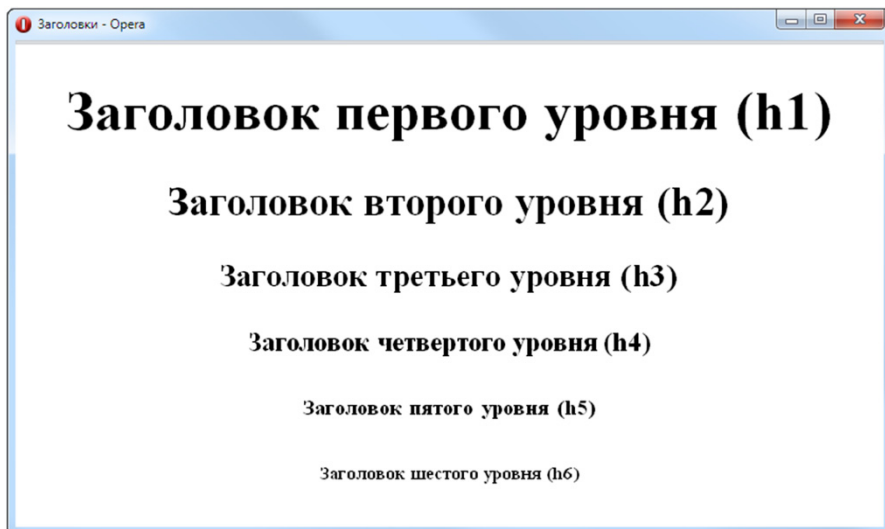 Заголовки - Opera
Заголовок первого уровня (h1)
Заголовок второго уровня (h2)
Заголовок третьего уровня (h3)
Заголовок четвертого уровня (h4)
Заголовок пятого уровня (h5)
Заголовок шестого уровня (h6)